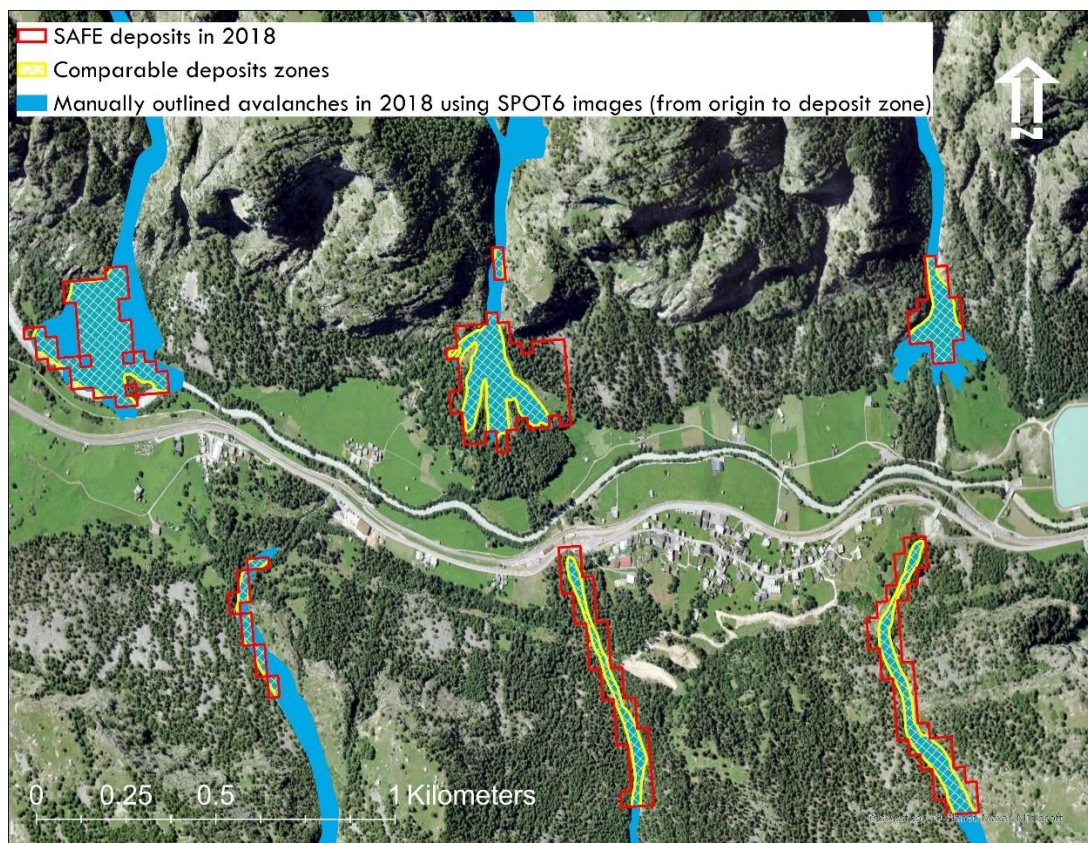 SAFE deposits in 2018
Comparable deposits zones
Manually outlined avalanches in 2018 using SPOT6 images (from origin to deposit zone)
N
0 0.25 0.5 1 Kilometers